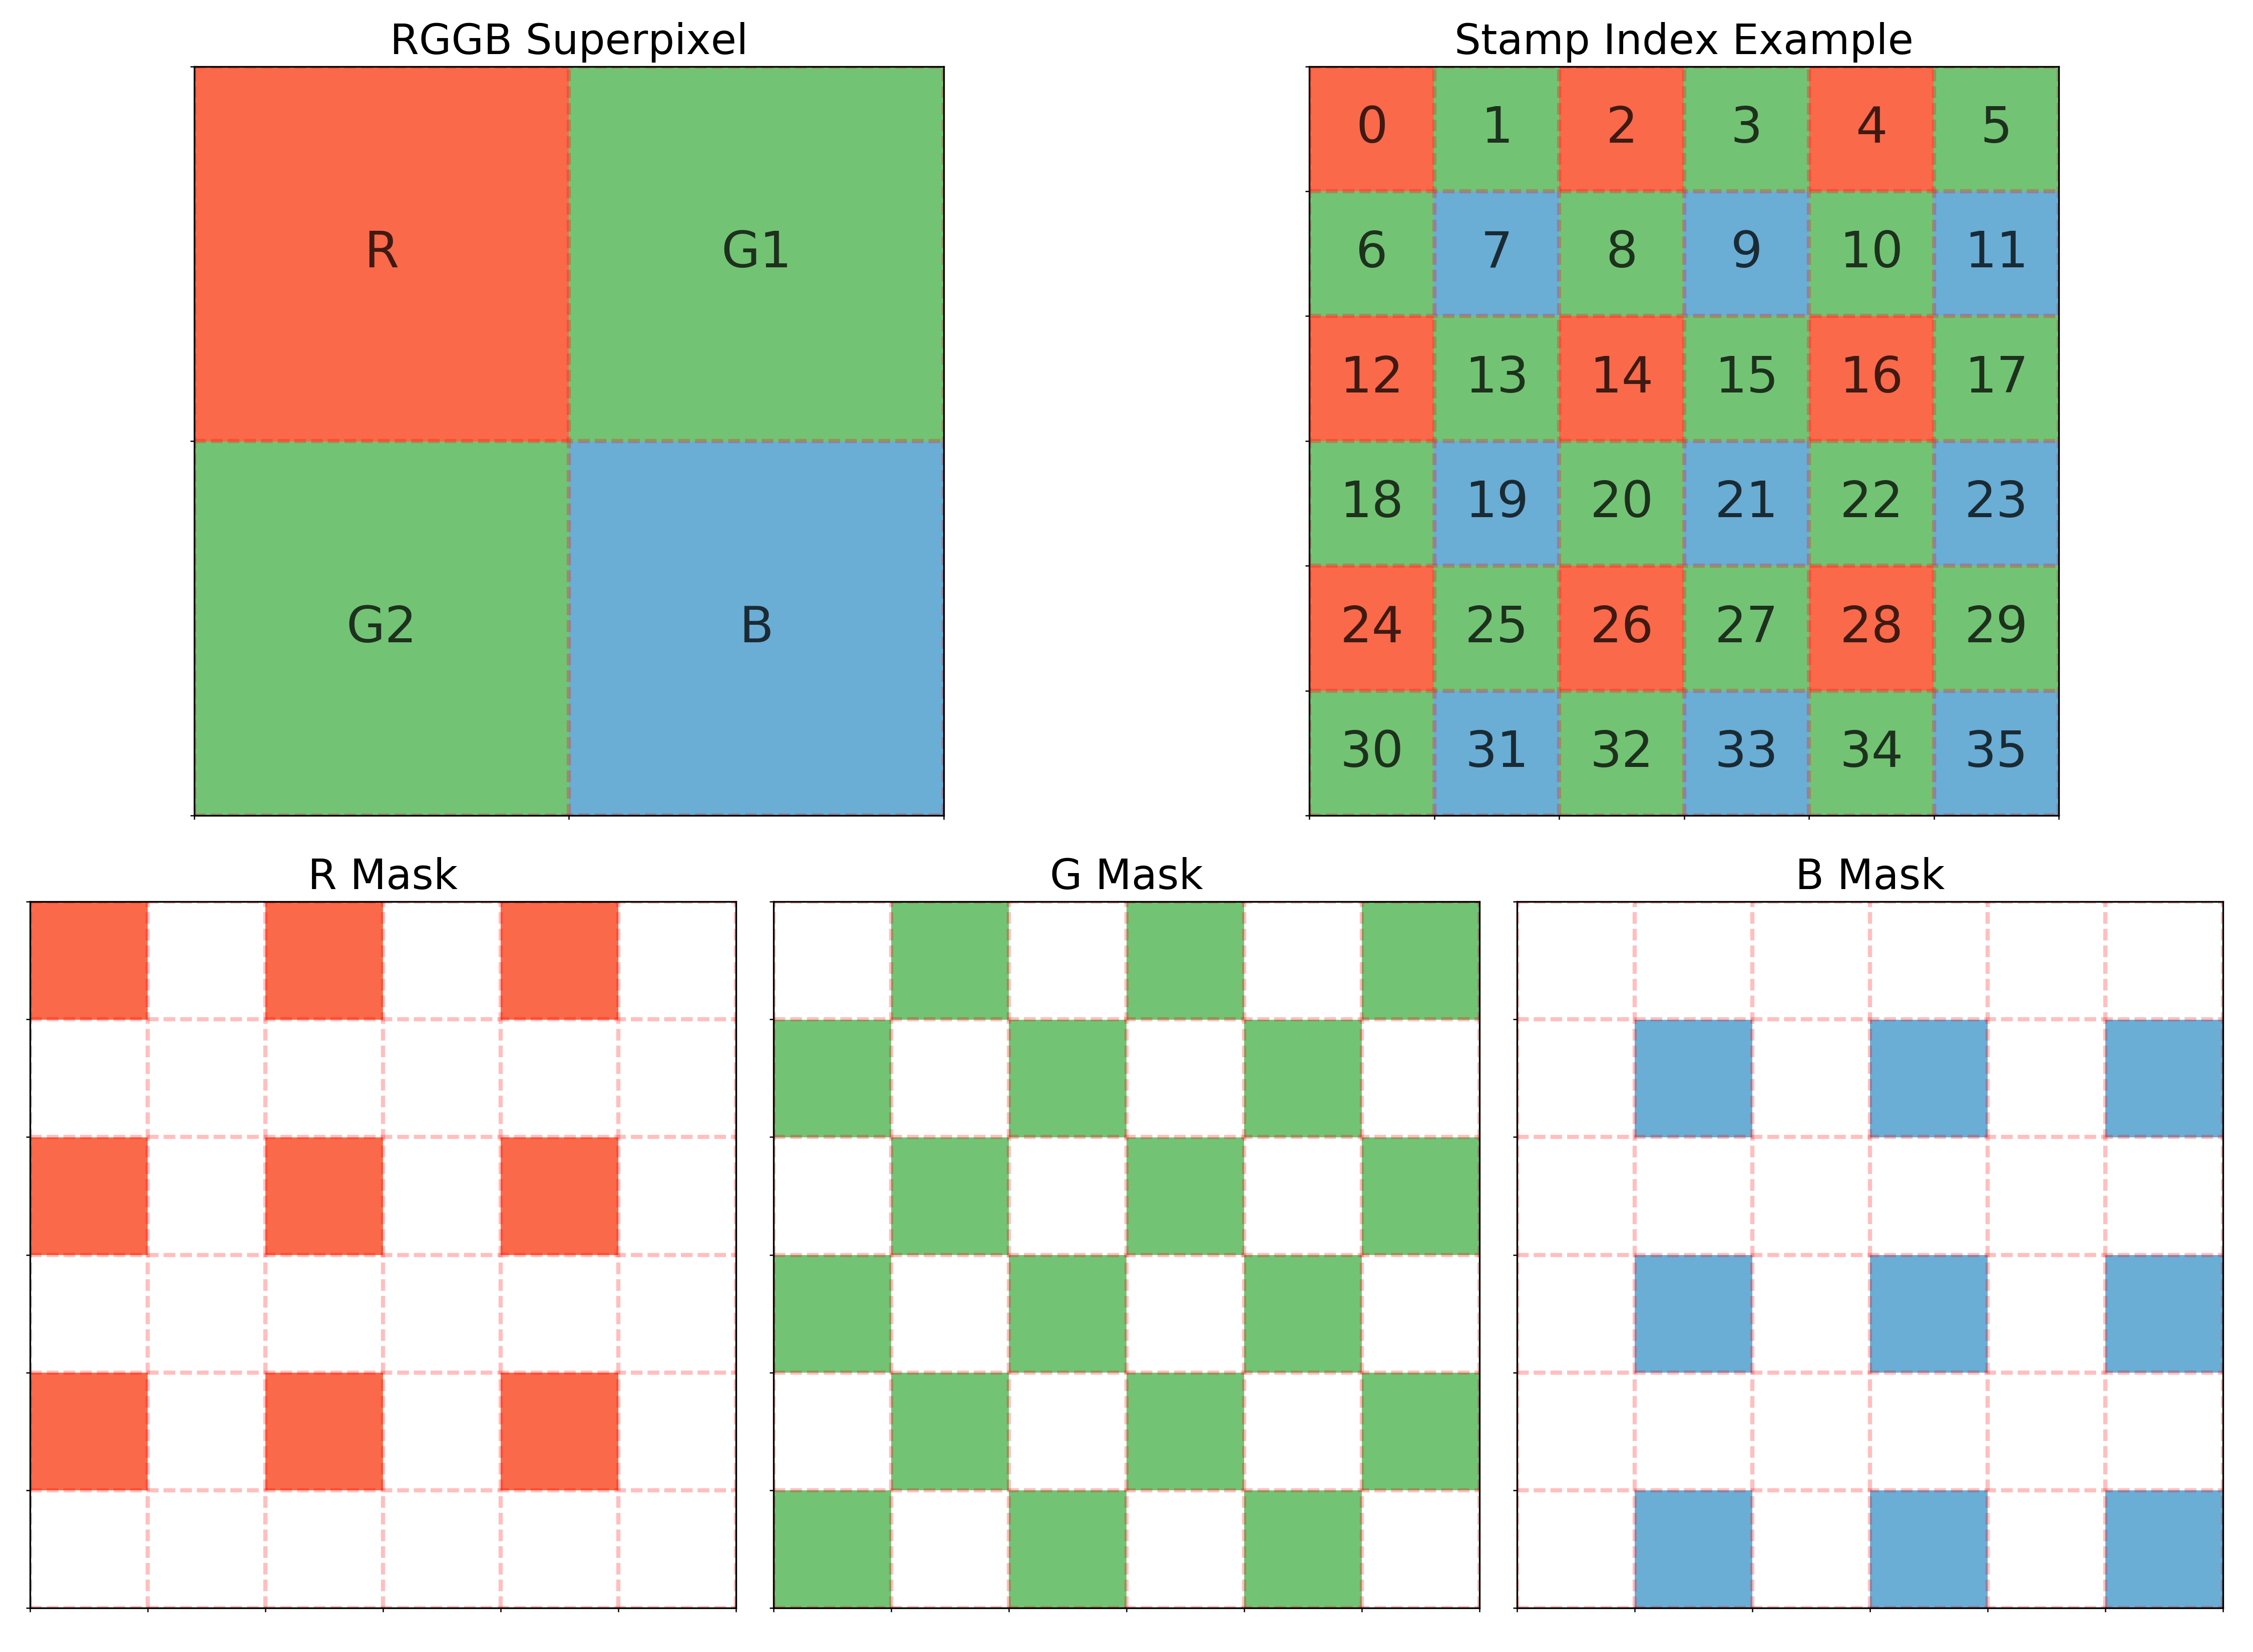 RGGB Superpixel
R G1
G2 B
Stamp Index Example
0 1 2 3 4 5
6 7 8 9 10 11
12 13 14 15 16 17
18 19 20 21 22 23
24 25 26 27 28 29
30 31 32 33 34 35
R Mask
G Mask
B Mask